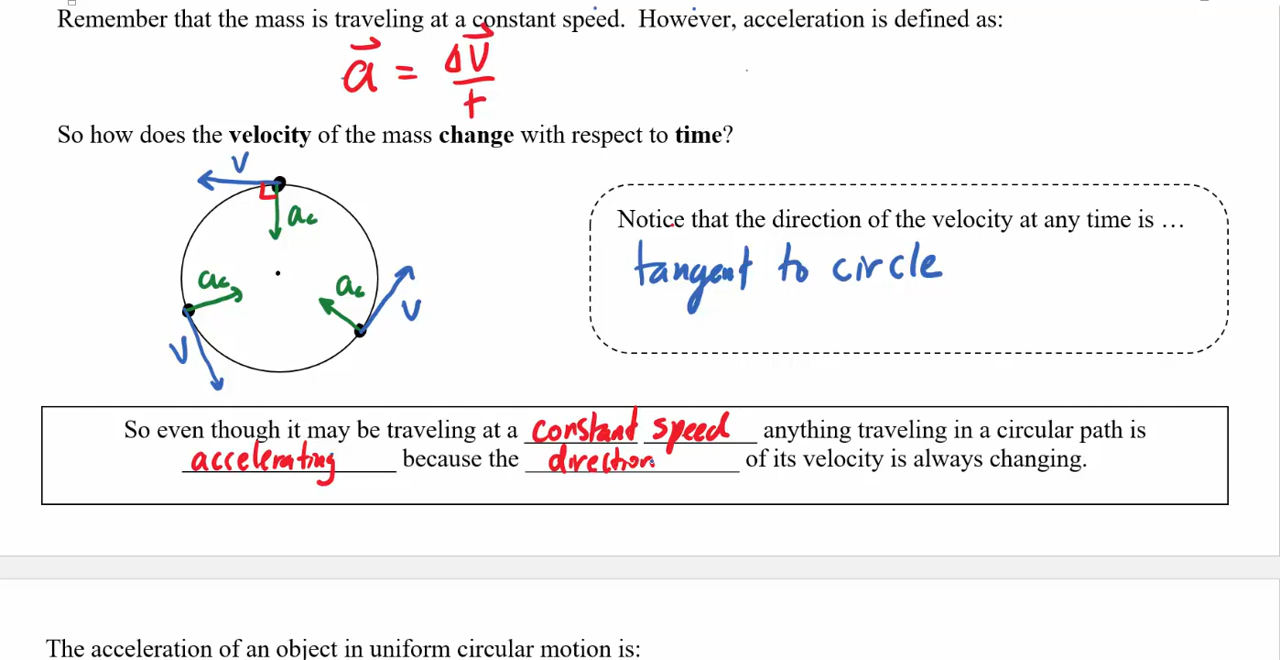 Remember that the mass is traveling at a constant speed. However, acceleration is defined as:
a⃗ = ΔV⃗/t
So how does the velocity of the mass change with respect to time?
V
ac
ac
ac
V
V
Notice that the direction of the velocity at any time is …
tangent to circle
So even though it may be traveling at a constant speed anything traveling in a circular path is
accelerating because the direction of its velocity is always changing.
The acceleration of an object in uniform circular motion is: